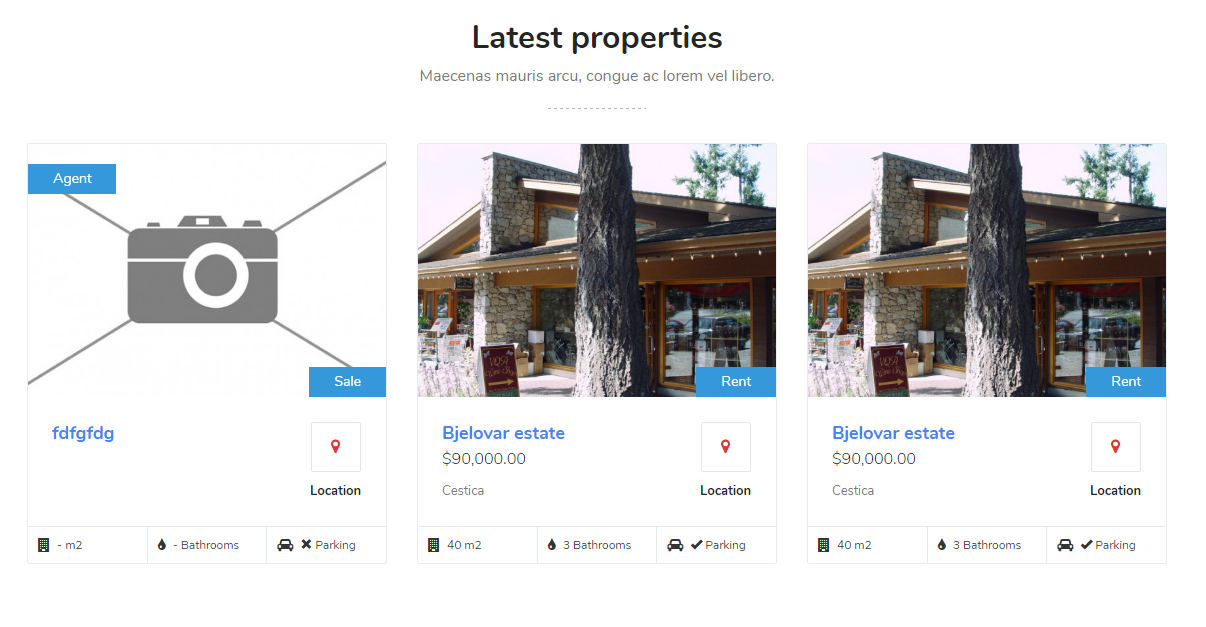 Latest properties
Maecenas mauris arcu, congue ac lorem vel libero.
Agent
Sale
fdfgfdg
Location
- m2
- Bathrooms
Parking
Rent
Bjelovar estate
$90,000.00
Cestica
Location
40 m2
3 Bathrooms
Parking
Rent
Bjelovar estate
$90,000.00
Cestica
Location
40 m2
3 Bathrooms
Parking